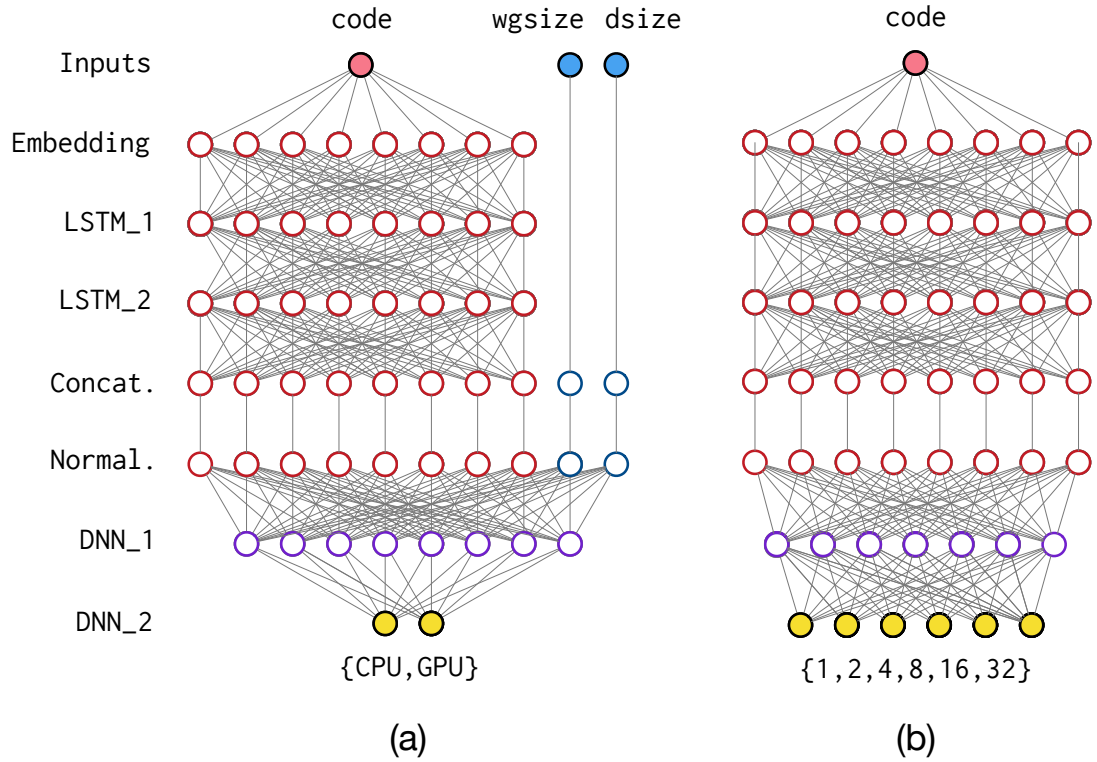 code wgsize dsize code
Inputs
Embedding
LSTM_1
LSTM_2
Concat.
Normal.
DNN_1
DNN_2
{CPU,GPU} {1,2,4,8,16,32}
(a) (b)